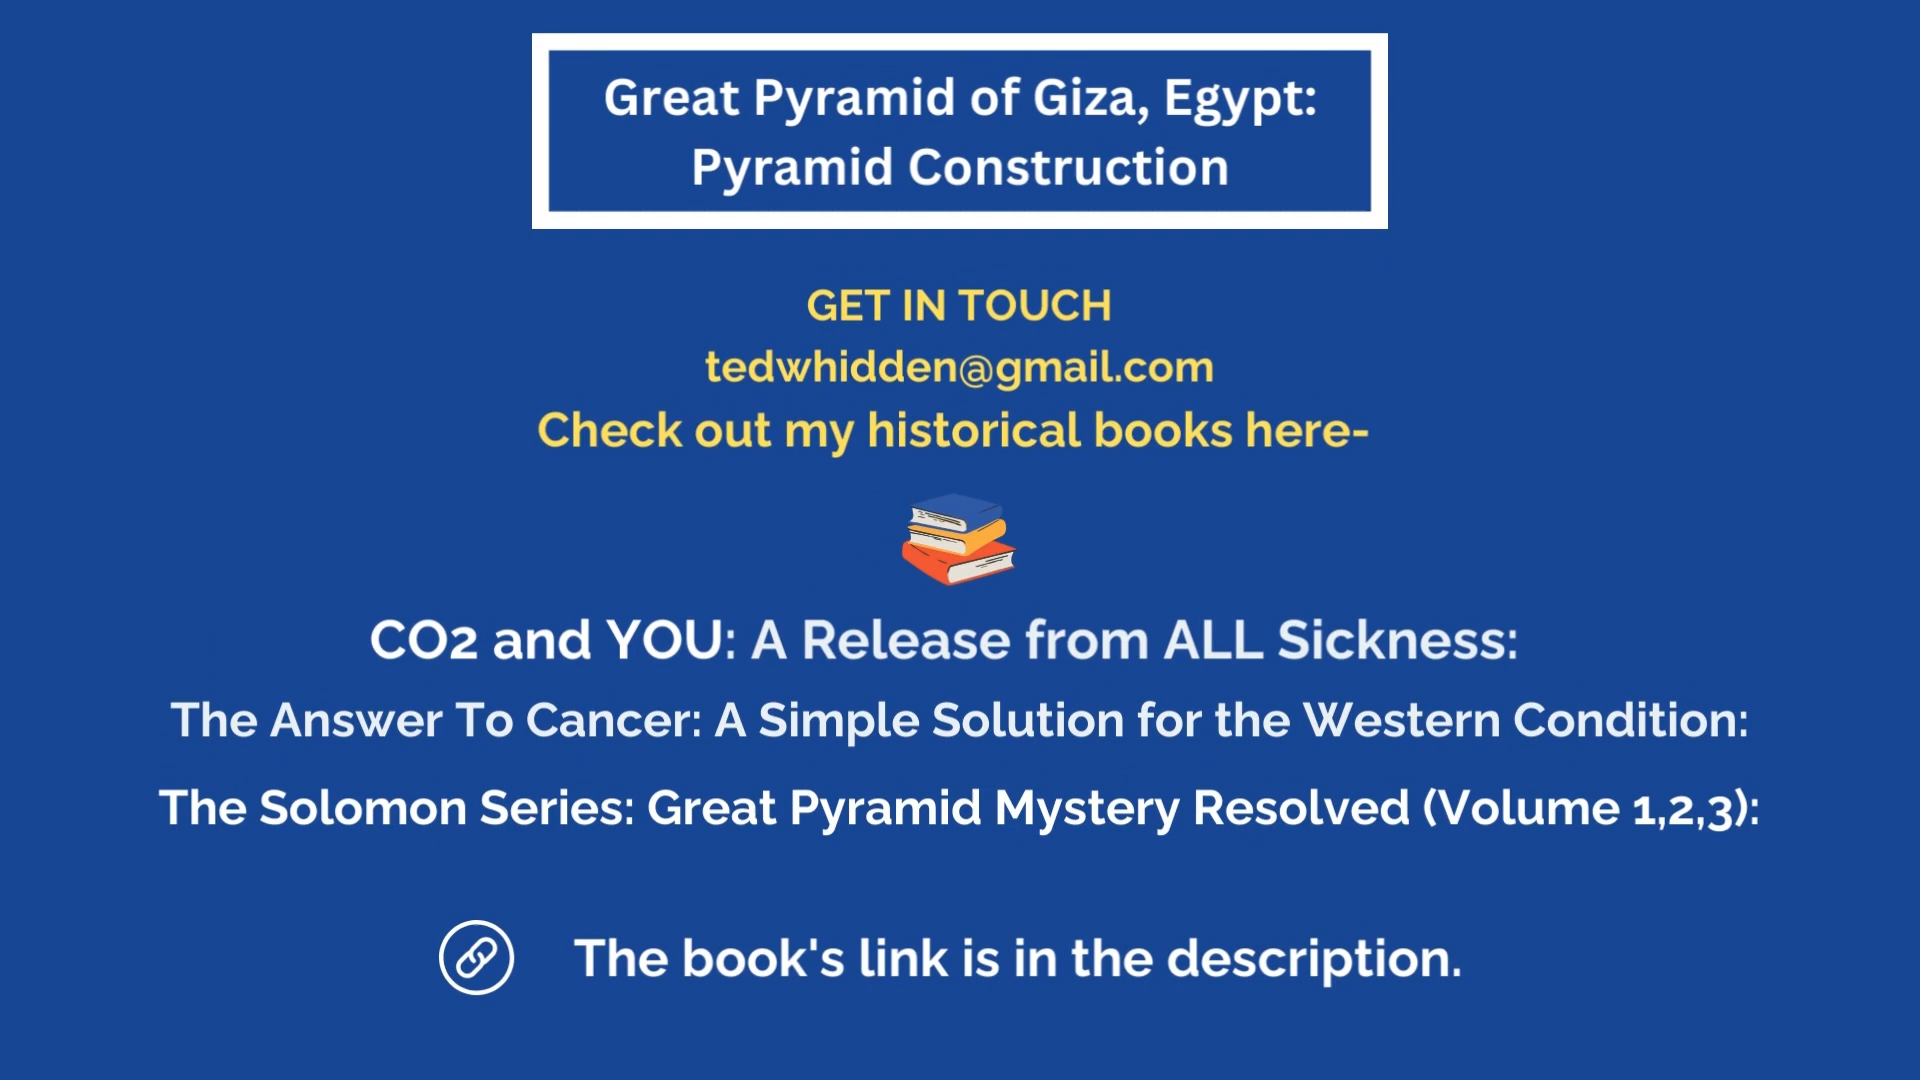 Great Pyramid of Giza, Egypt:
Pyramid Construction
GET IN TOUCH
tedwhidden@gmail.com
Check out my historical books here-
CO2 and YOU: A Release from ALL Sickness:
The Answer To Cancer: A Simple Solution for the Western Condition:
The Solomon Series: Great Pyramid Mystery Resolved (Volume 1,2,3):
The book's link is in the description.